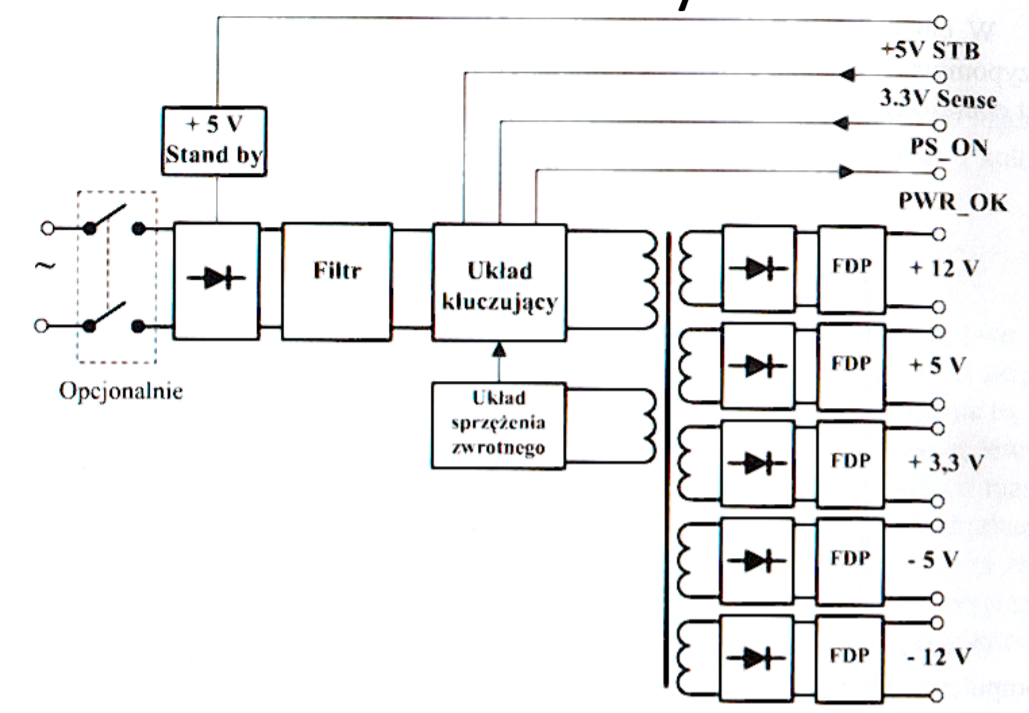 +5V STB
3.3V Sense
PS_ON
PWR_OK
+ 5 V
Stand by
~
Opcjonalnie
Filtr
Układ
kluczujący
Układ
sprzężenia
zwrotnego
FDP
+ 12 V
FDP
+ 5 V
FDP
+ 3,3 V
FDP
- 5 V
FDP
- 12 V